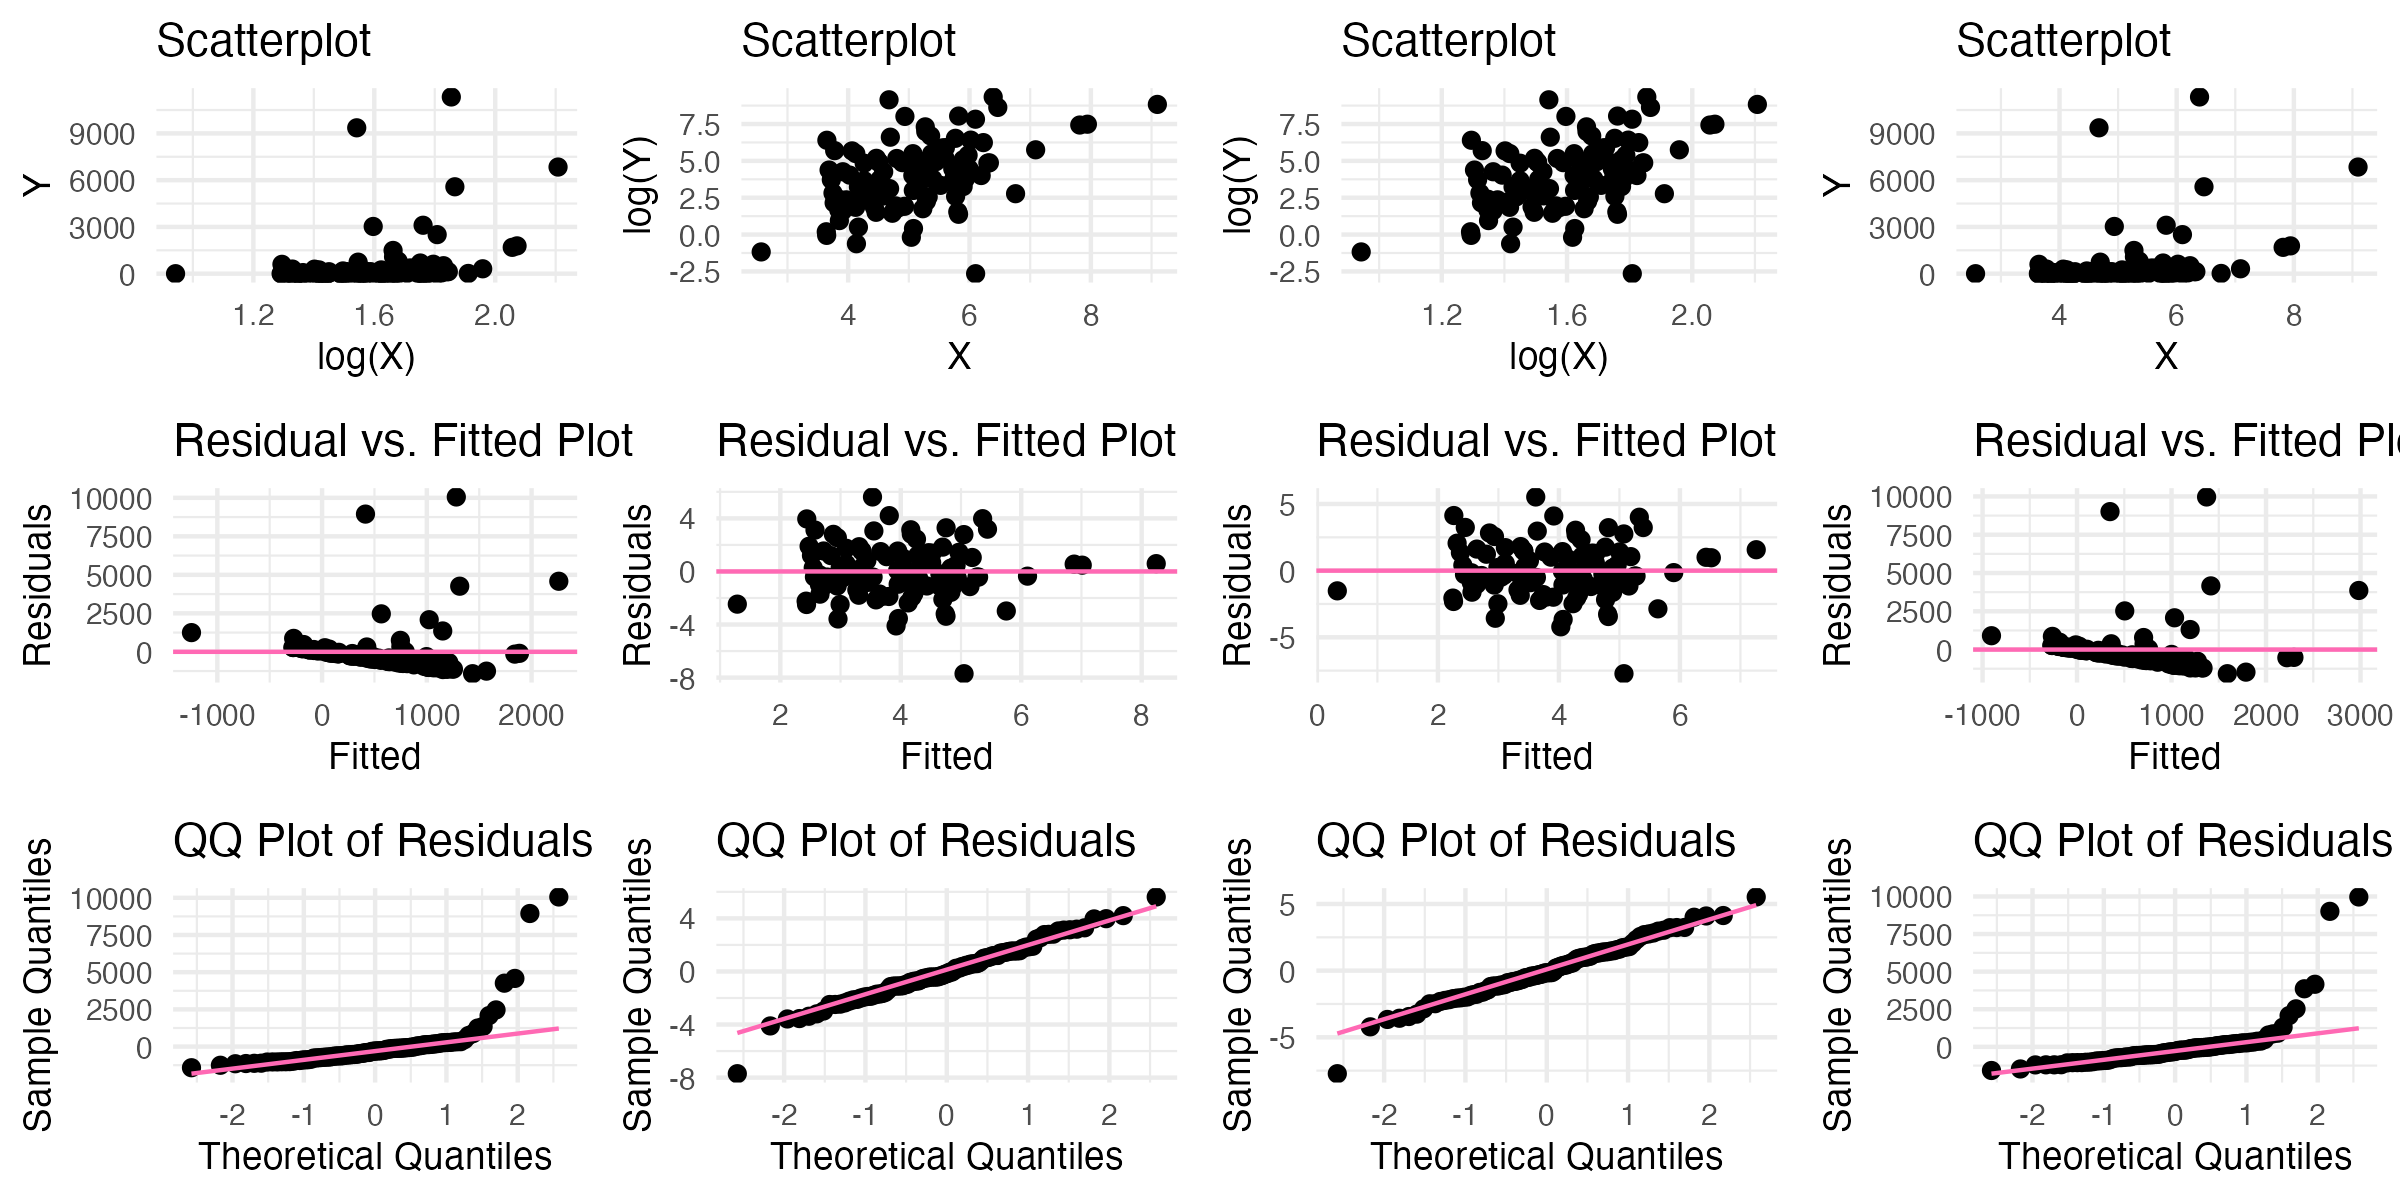 Scatterplot
Y
9000
6000
3000
0
1.2 1.6 2.0
log(X)
Scatterplot
log(Y)
7.5
5.0
2.5
0.0
-2.5
4 6 8
X
Scatterplot
log(Y)
7.5
5.0
2.5
0.0
-2.5
1.2 1.6 2.0
log(X)
Scatterplot
Y
9000
6000
3000
0
4 6 8
X
Residual vs. Fitted Plot
Residuals
10000
7500
5000
2500
0
-1000 0 1000 2000
Fitted
Residual vs. Fitted Plot
Residuals
4
0
-4
-8
2 4 6 8
Fitted
Residual vs. Fitted Plot
Residuals
5
0
-5
0 2 4 6
Fitted
Residual vs. Fitted Pl
Residuals
10000
7500
5000
2500
0
-1000 0 1000 2000 3000
Fitted
QQ Plot of Residuals
Sample Quantiles
10000
7500
5000
2500
0
-2 -1 0 1 2
Theoretical Quantiles
QQ Plot of Residuals
Sample Quantiles
4
0
-4
-8
-2 -1 0 1 2
Theoretical Quantiles
QQ Plot of Residuals
Sample Quantiles
5
0
-5
-2 -1 0 1 2
Theoretical Quantiles
QQ Plot of Residuals
Sample Quantiles
10000
7500
5000
2500
0
-2 -1 0 1 2
Theoretical Quantiles